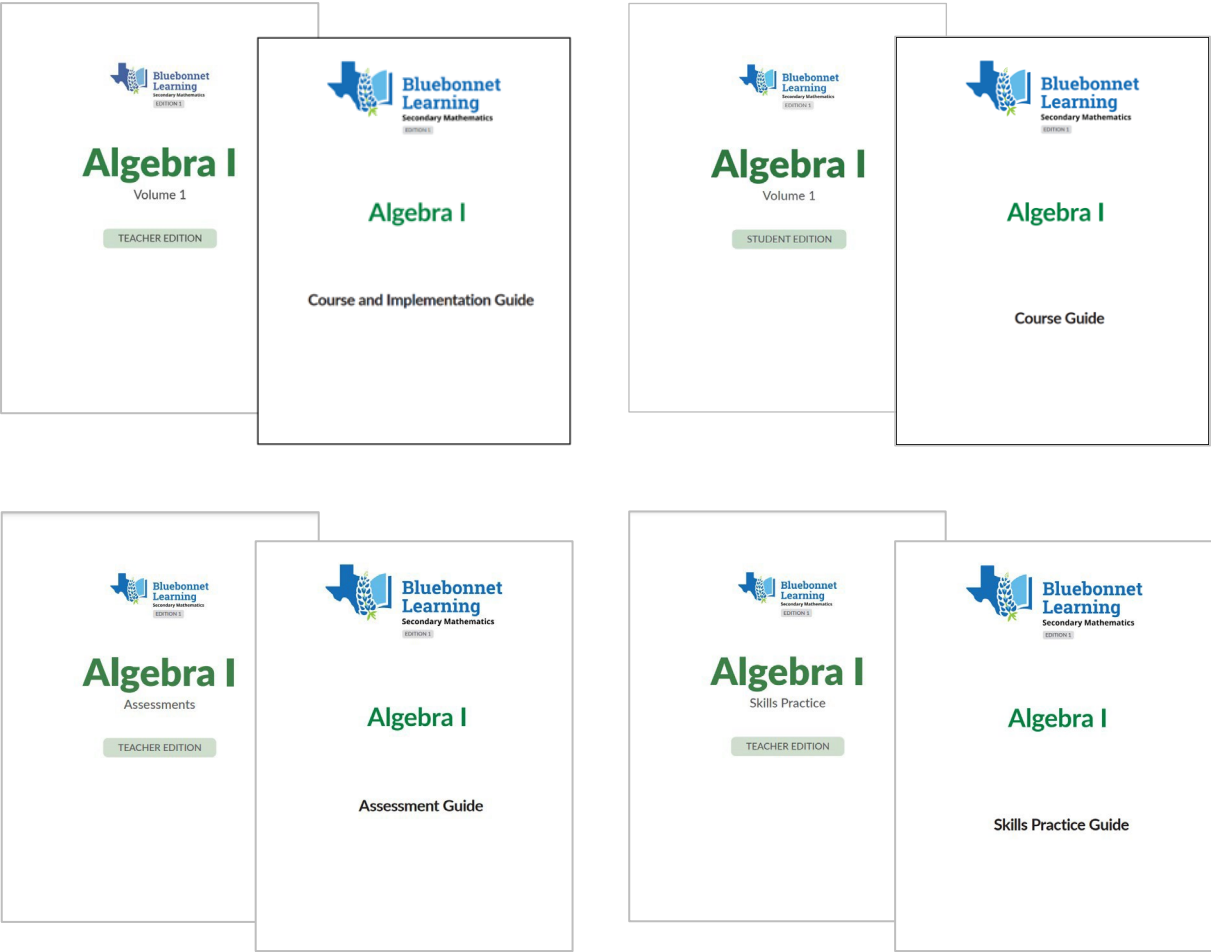 Bluebonnet
Learning
Secondary Mathematics
EDITION 1
Algebra I
Volume 1
TEACHER EDITION
Bluebonnet
Learning
Secondary Mathematics
EDITION 1
Algebra I
Course and Implementation Guide
Bluebonnet
Learning
Secondary Mathematics
EDITION 1
Algebra I
Volume 1
STUDENT EDITION
Bluebonnet
Learning
Secondary Mathematics
EDITION 1
Algebra I
Course Guide
Bluebonnet
Learning
Secondary Mathematics
EDITION 1
Algebra I
Assessments
TEACHER EDITION
Bluebonnet
Learning
Secondary Mathematics
EDITION 1
Algebra I
Assessment Guide
Bluebonnet
Learning
Secondary Mathematics
EDITION 1
Algebra I
Skills Practice
TEACHER EDITION
Bluebonnet
Learning
Secondary Mathematics
EDITION 1
Algebra I
Skills Practice Guide